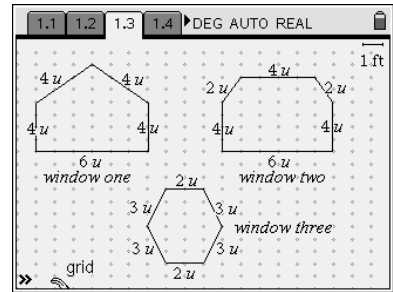 1.1 1.2 1.3 1.4 DEG AUTO REAL
1 ft
4 u 4 u 4 u
2 u 2 u
4 u 4 u 4 u 4 u
6 u 6 u
window one window two
2 u
3 u 3 u
window three
3 u 3 u
grid
2 u